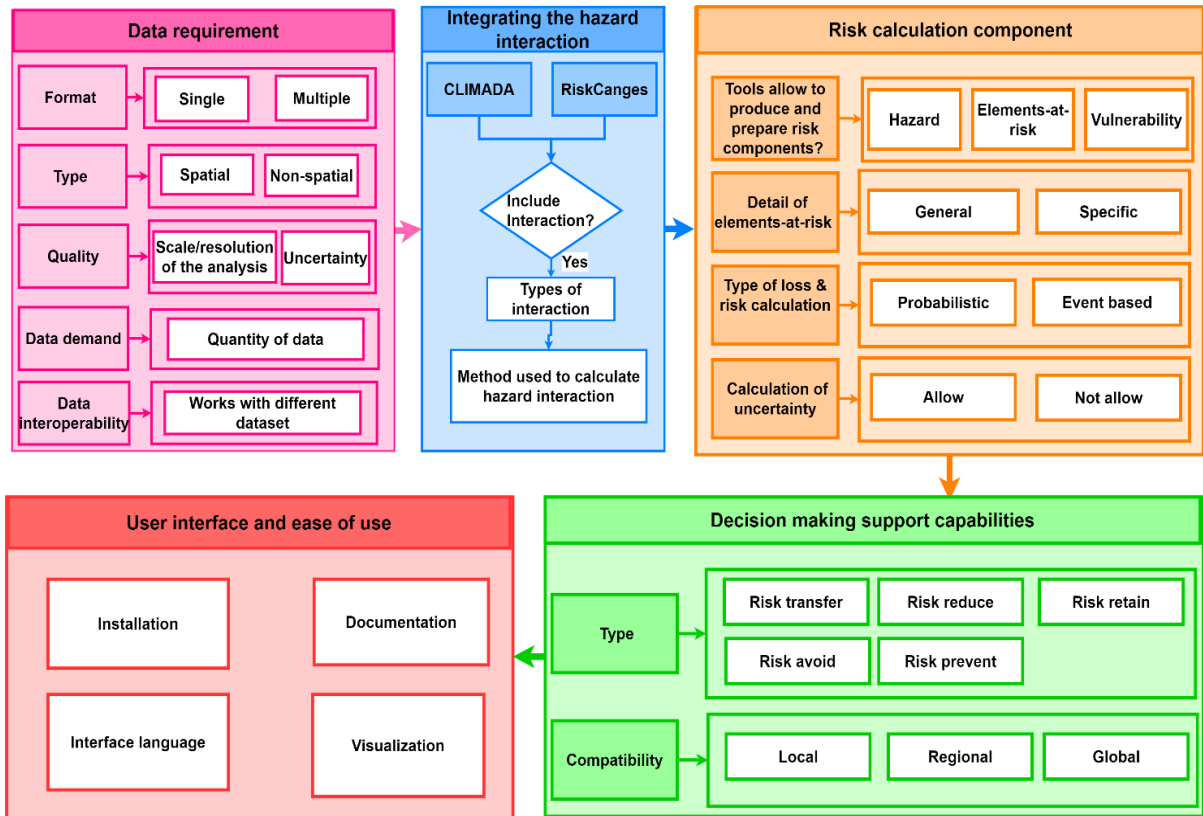 Data requirement
Format
Single
Multiple
Type
Spatial
Non-spatial
Quality
Scale/resolution
of the analysis
Uncertainty
Data demand
Quantity of data
Data
interoperability
Works with different
dataset
Integrating the hazard
interaction
CLIMADA
RiskCanges
Include
Interaction?
Yes
Types of
interaction
Method used to calculate
hazard interaction
Risk calculation component
Tools allow to
produce and
prepare risk
components?
Hazard
Elements-at-
risk
Vulnerability
Detail of
elements-at-risk
General
Specific
Type of loss &
risk calculation
Probabilistic
Event based
Calculation of
uncertainty
Allow
Not allow
Decision making support capabilities
Type
Risk transfer
Risk reduce
Risk retain
Risk avoid
Risk prevent
Compatibility
Local
Regional
Global
User interface and ease of use
Installation
Documentation
Interface language
Visualization